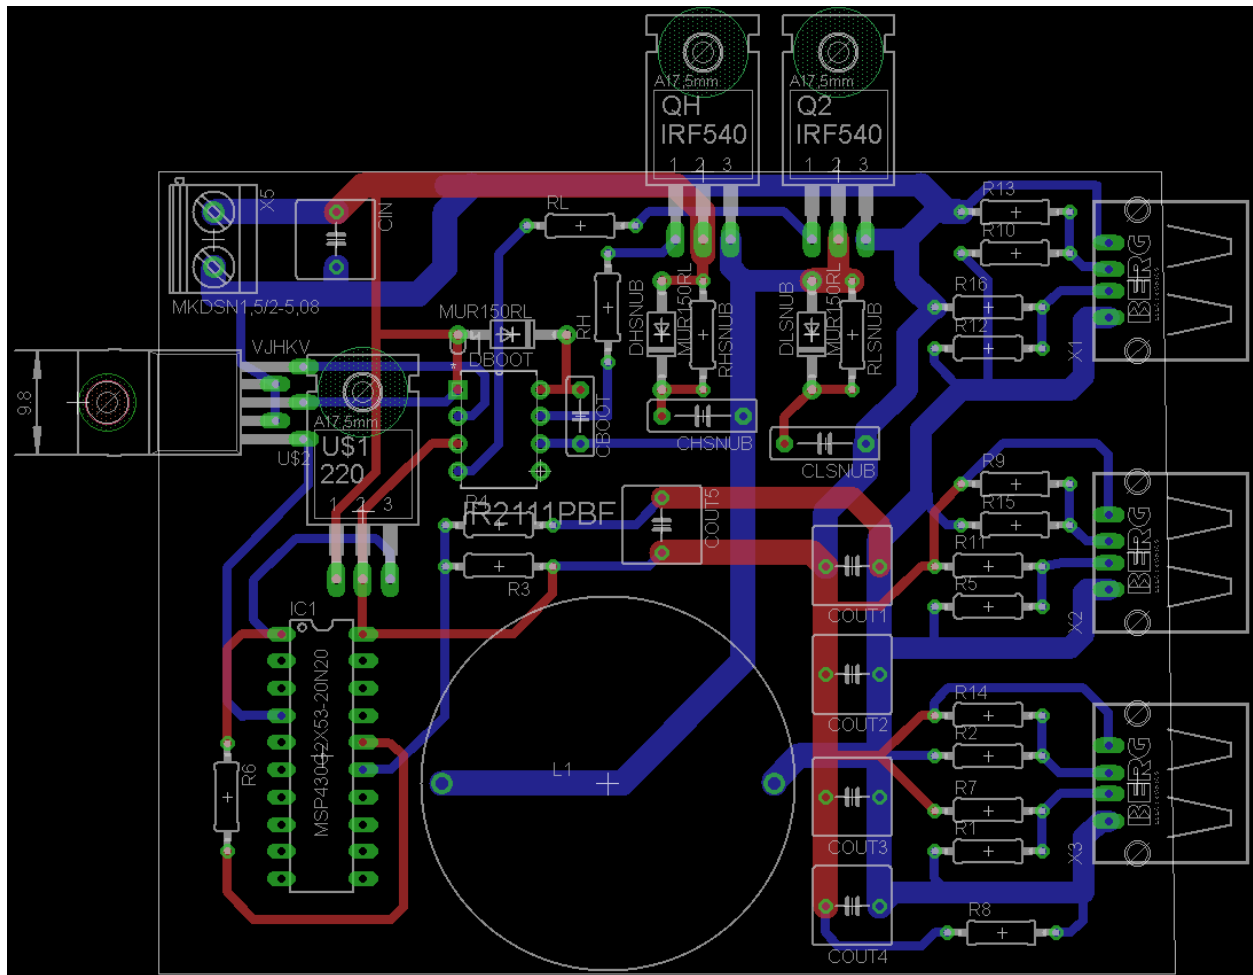 A17,5mm
QH
IRF540
1 2 3
A17,5mm
Q2
IRF540
1 2 3
X5
CIN
MKDSN1,5/2-5,08
RL
R13
R10
R16
R12
BERG
X1
MUR150RL
DBOOT
RH
DHSNUB
MUR150RL
RHSNUB
DLSNUB
MUR150RL
RLSNUB
CBOOT
CHSNUB
CLSNUB
9.8
VJHKV
U$2
A17,5mm
U$1
220
1 2 3
*
R4
IR2111PBF
R3
COUT5
R9
R15
R11
R5
BERG
X2
COUT1
COUT2
COUT3
COUT4
IC1
MSP430G2X53-20N20
R6
L1
R14
R2
R7
R1
R8
BERG
X3